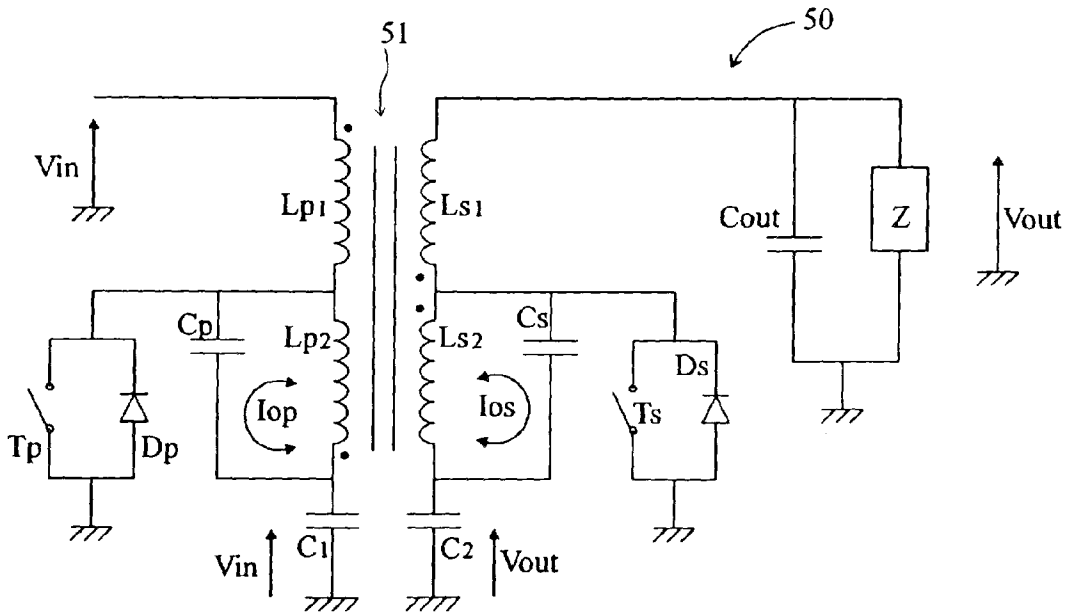 51
50
Vin
Lp1
Ls1
Cout
Z
Vout
Cp
Lp2
Ls2
Cs
Ds
Tp
Dp
Iop
Ios
Ts
Vin
C1
C2
Vout